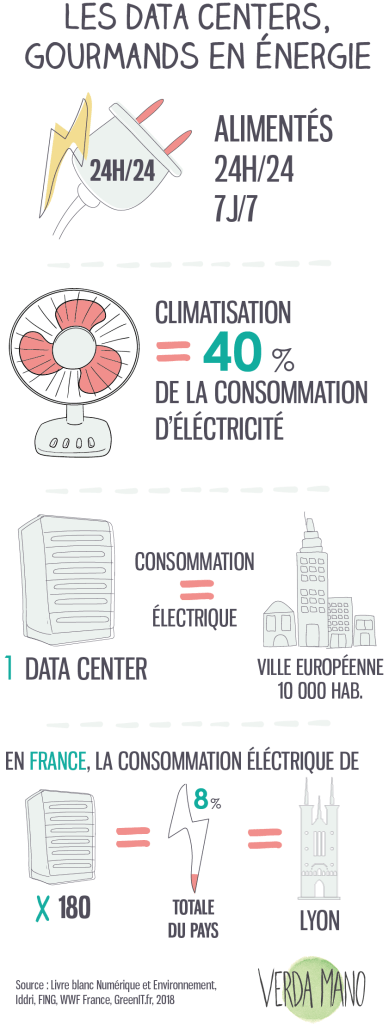 LES DATA CENTERS,
GOURMANDS EN ÉNERGIE
24H/24
ALIMENTÉS
24H/24
7J/7
CLIMATISATION
= 40 %
DE LA CONSOMMATION
D'ÉLÉCTRICITÉ
CONSOMMATION
=
ÉLECTRIQUE
1 DATA CENTER
VILLE EUROPÉENNE
10 000 HAB.
EN FRANCE, LA CONSOMMATION ÉLÉCTRIQUE DE
8%
= =
X 180
TOTALE
DU PAYS
LYON
Source : Livre blanc Numérique et Environnement,
Iddri, FING, WWF France, GreenIT.fr, 2018
VERDA MANO